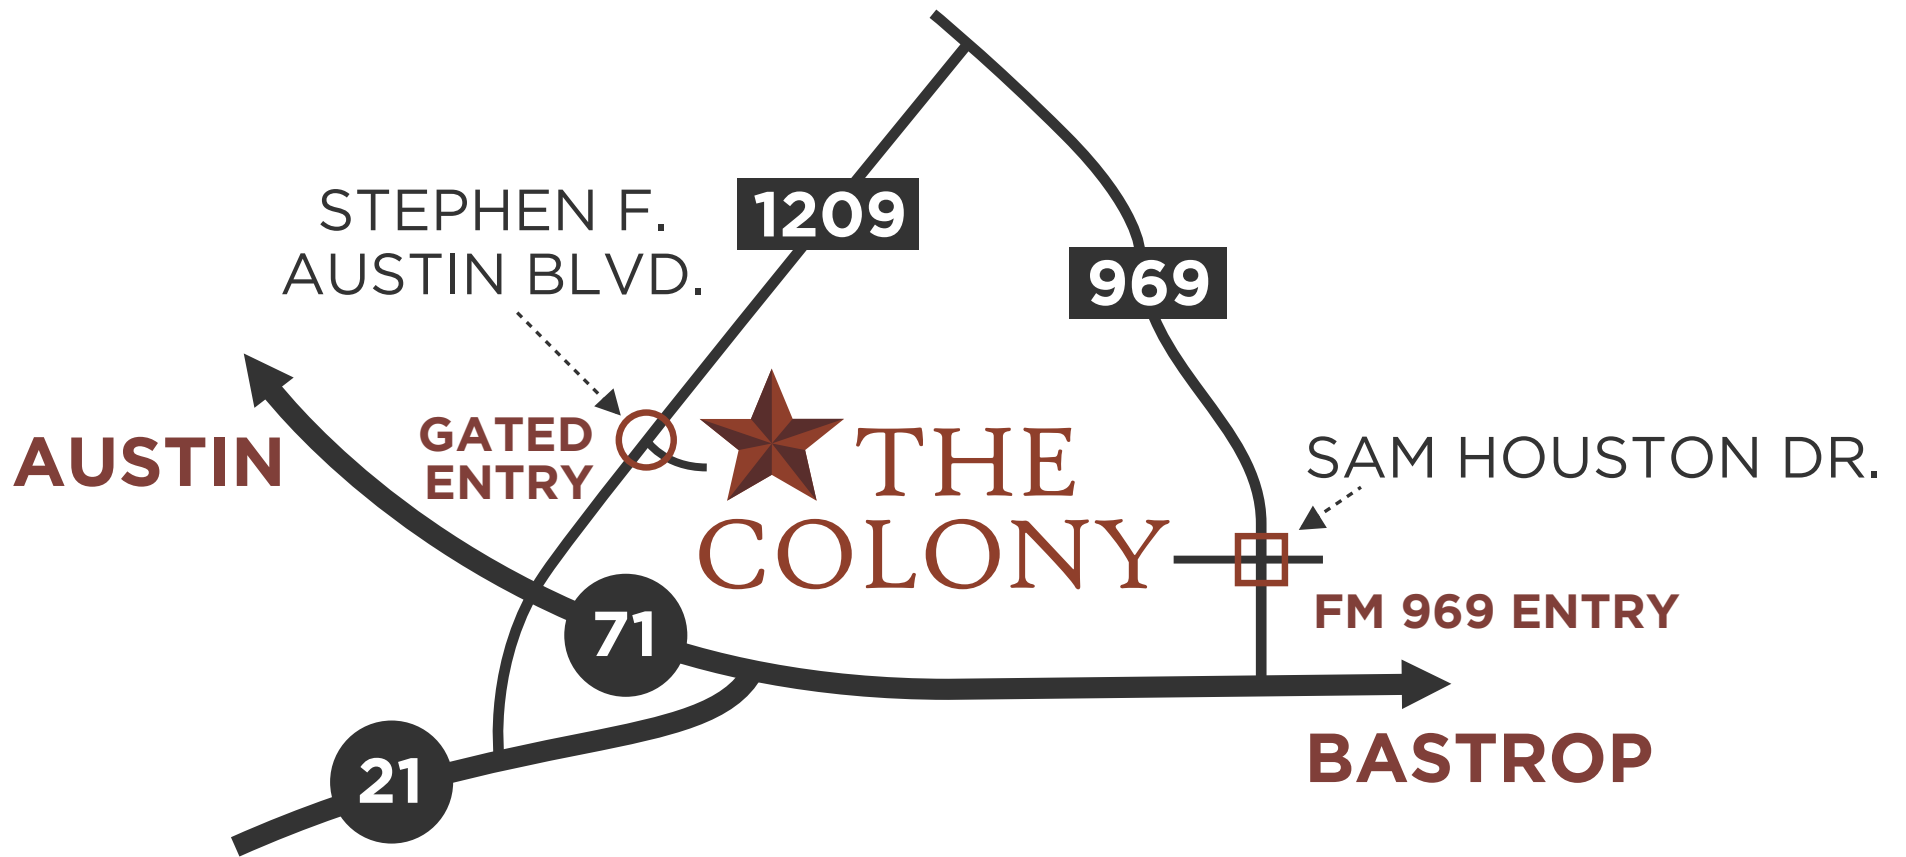 STEPHEN F.
AUSTIN BLVD.
1209
969
AUSTIN
GATED
ENTRY
THE
COLONY
SAM HOUSTON DR.
FM 969 ENTRY
71
21
BASTROP